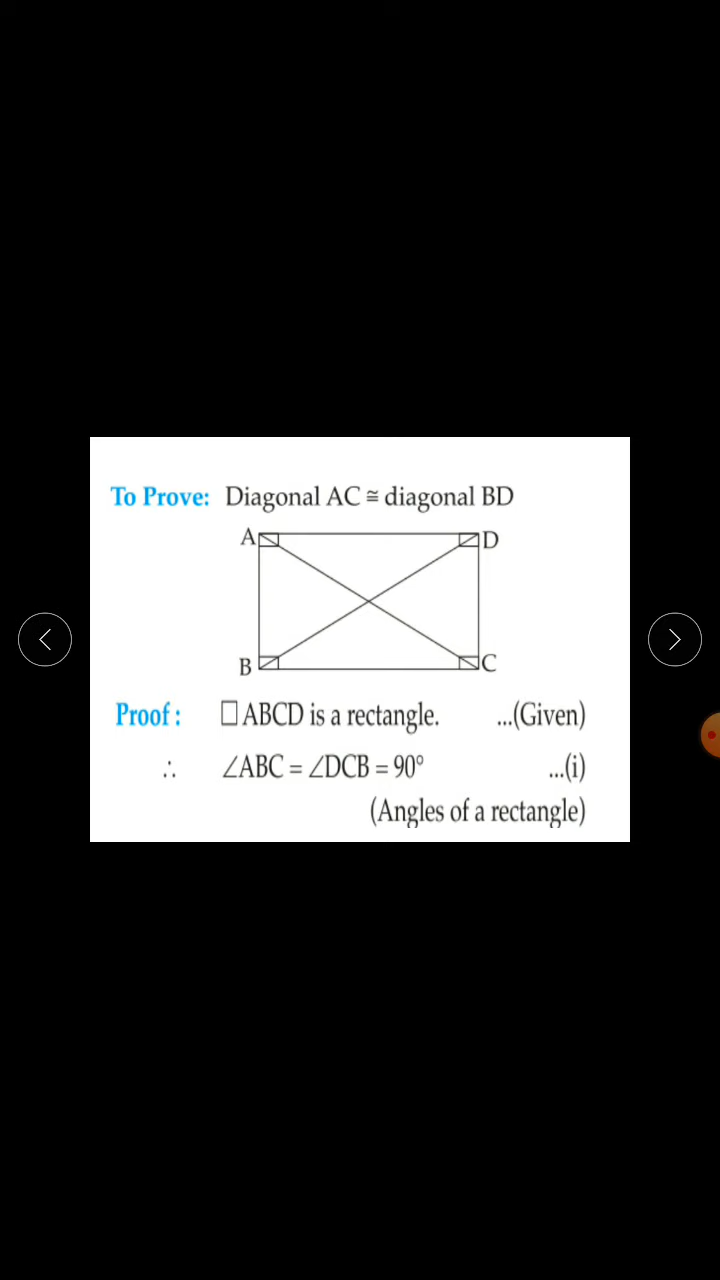 To Prove: Diagonal AC ≅ diagonal BD
A D
B C
Proof : □ABCD is a rectangle. ...(Given)
∴ ∠ABC = ∠DCB = 90° ...(i)
(Angles of a rectangle)